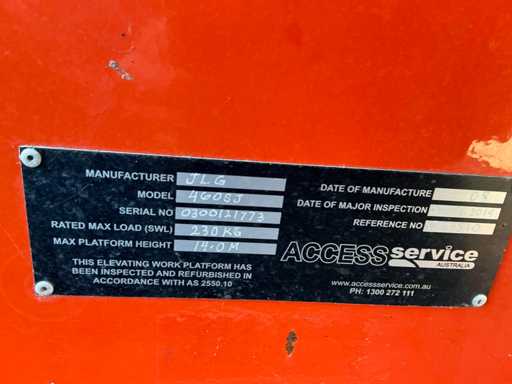 MANUFACTURER JLG
MODEL 460SJ
SERIAL NO 0300121773
RATED MAX LOAD (SWL) 230KG
MAX PLATFORM HEIGHT 14.0M
THIS ELEVATING WORK PLATFORM HAS
BEEN INSPECTED AND REFURBISHED IN
ACCORDANCE WITH AS 2550.10
DATE OF MANUFACTURE
DATE OF MAJOR INSPECTION
REFERENCE NO
ACCESS service
AUSTRALIA
www.accessservice.com.au
PH: 1300 272 111